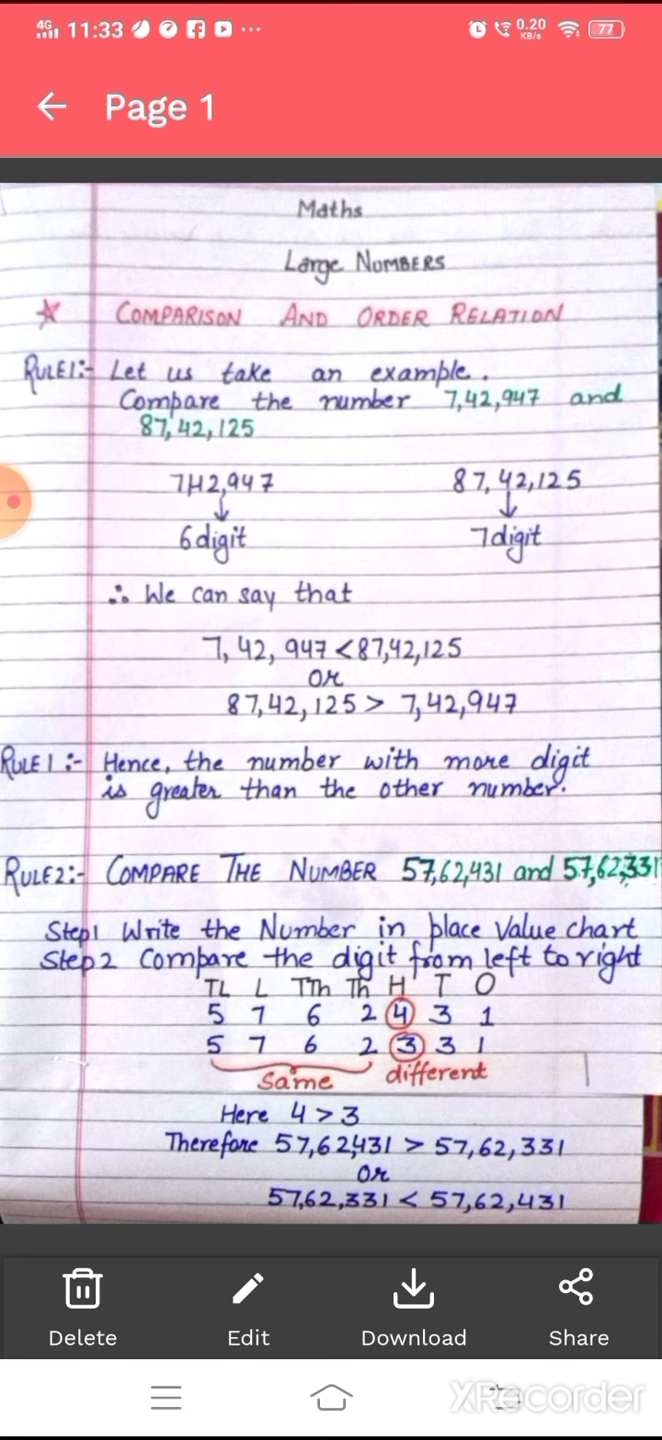 4G 11:33 ... 0.20 KB/s 77
Page 1
Maths
Large NUMBERS
COMPARISON AND ORDER RELATION
RULE1:- Let us take an example.
Compare the number 7,42,947 and
87,42,125
7H2,947 87,42,125
↓ ↓
6digit 7digit
∴ We can say that
7,42,947 < 87,42,125
OR
87,42,125 > 7,42,947
RULE1:- Hence, the number with more digit
is greater than the other number.
RULE2:- COMPARE THE NUMBER 57,62,431 and 57,62,331
Step1 Write the Number in place Value chart
Step2 Compare the digit from left to right
TL L TTh Th H T O
5 7 6 2 4 3 1
5 7 6 2 3 3 1
Same different
Here 4 > 3
Therefore 57,62,431 > 57,62,331
OR
57,62,331 < 57,62,431
Delete Edit Download Share
XRecorder